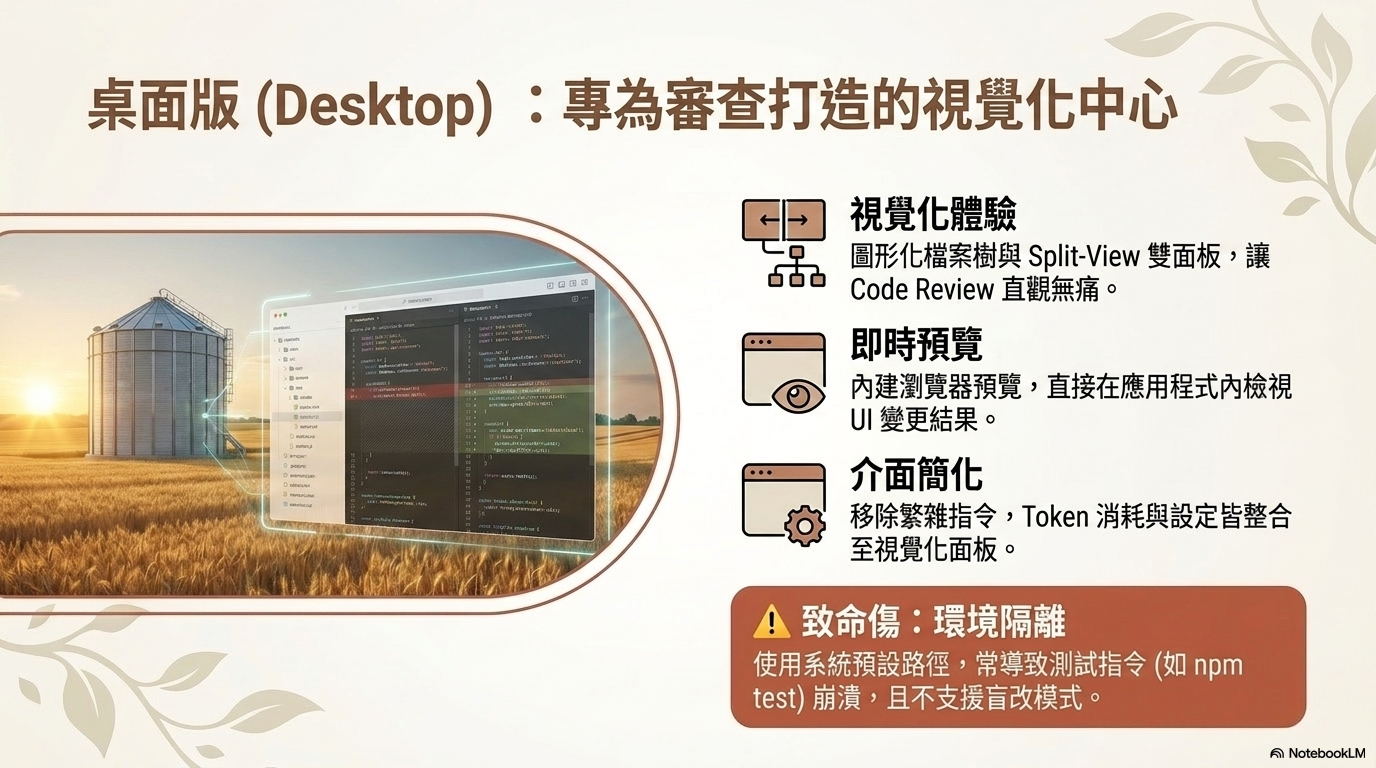 桌面版 (Desktop) ：專為審查打造的視覺化中心
視覺化體驗
圖形化檔案樹與 Split-View 雙面板，讓
Code Review 直觀無痛。
即時預覽
內建瀏覽器預覽，直接在應用程式內檢視
UI 變更結果。
介面簡化
移除繁雜指令，Token 消耗與設定皆整合
至視覺化面板。
⚠️ 致命傷：環境隔離
使用系統預設路徑，常導致測試指令 (如 npm
test) 崩潰，且不支援盲改模式。
NotebookLM